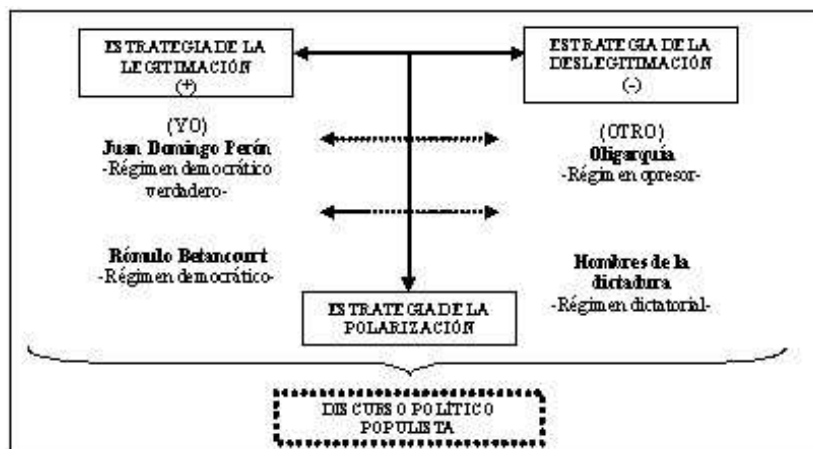 ESTRATEGIA DE LA
LEGITIMACIÓN
(+)
ESTRATEGIA DE LA
DESLEGITIMACIÓN
(-)
(YO)
Juan Domingo Perón
-Régimen democrático
verdadero-
(OTRO)
Oligarquía
-Régimen opresor-
Rómulo Betancourt
-Régimen democrático-
Hombres de la
dictadura
-Régimen dictatorial-
ESTRATEGIA DE LA
POLARIZACIÓN
DISCURSO POLÍTICO
POPULISTA